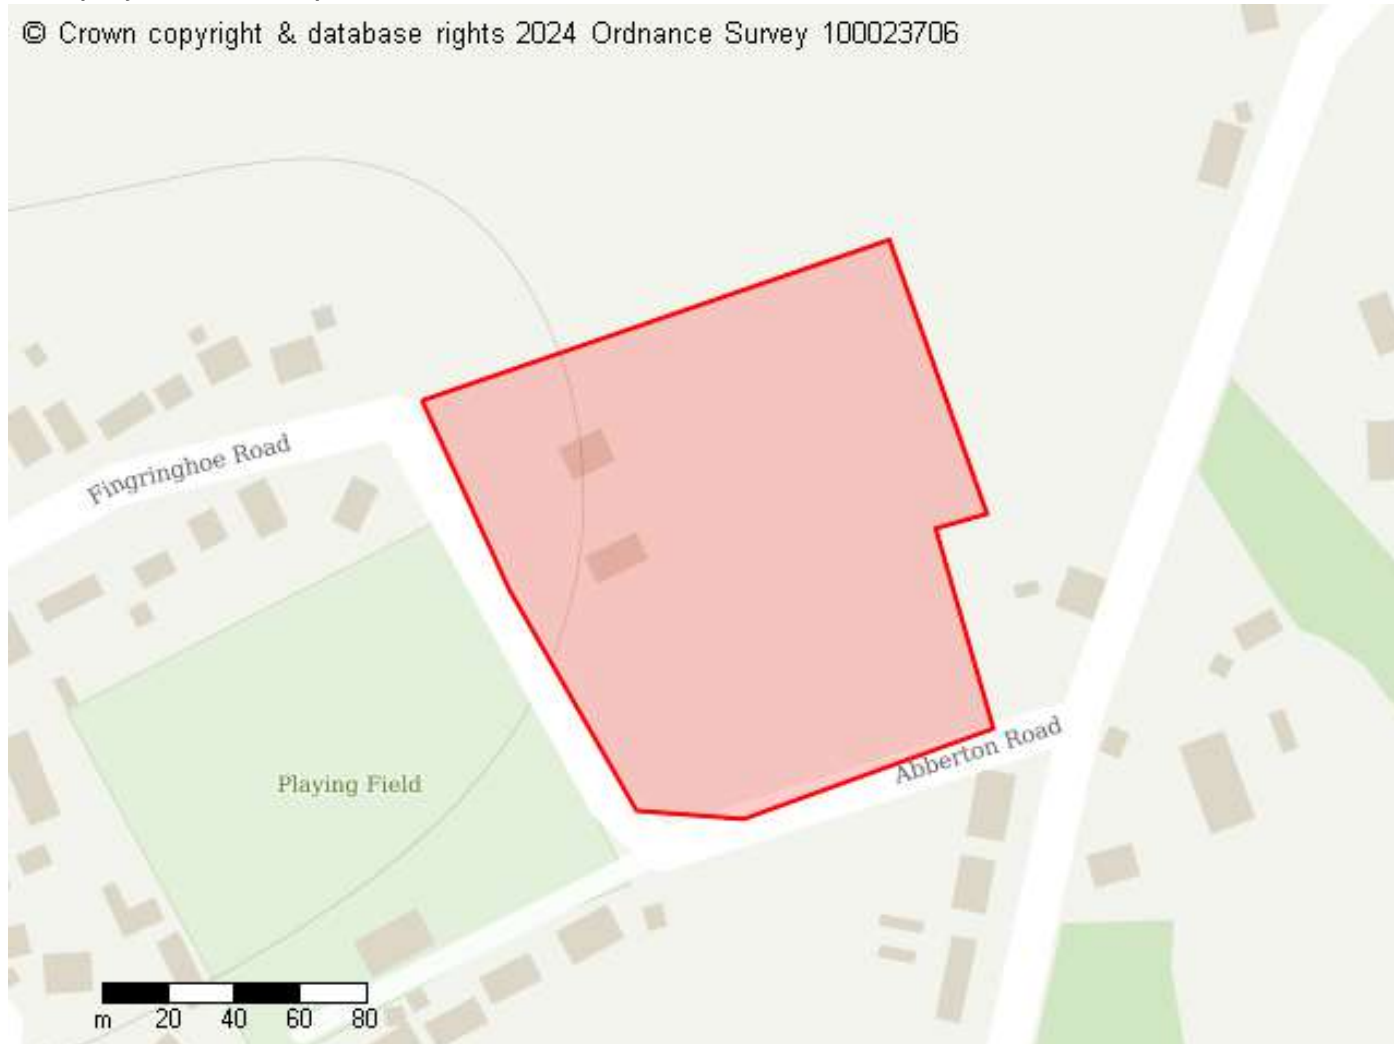 © Crown copyright & database rights 2024 Ordnance Survey 100023706
Fingringhoe Road
Playing Field
Abberton Road
m 20 40 60 80